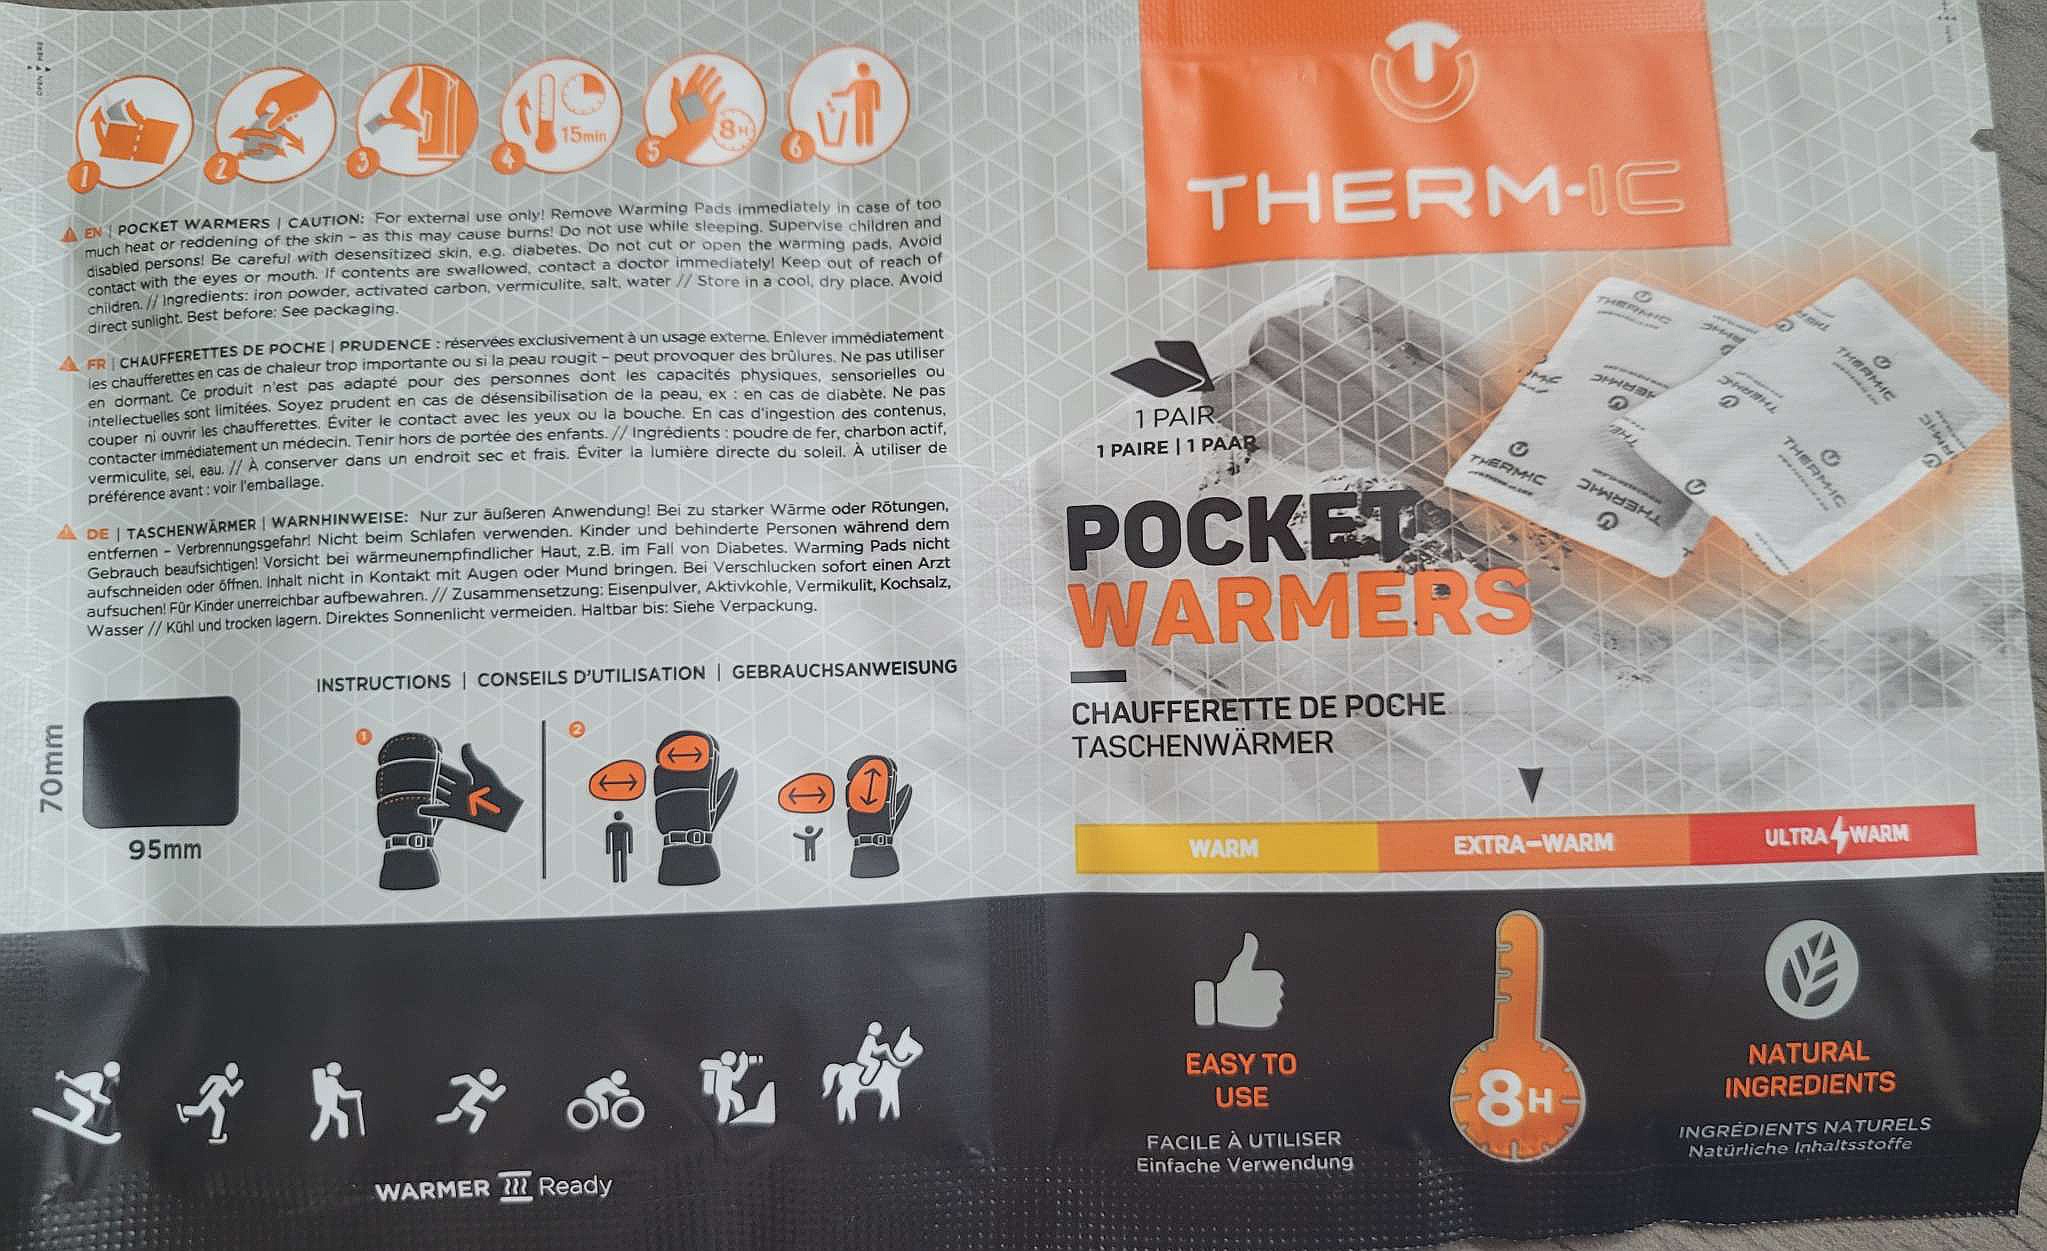 OPEN HERE
1
2
3
4
15min
5
8H
6
EN | POCKET WARMERS | CAUTION: For external use only! Remove Warming Pads immediately in case of too
much heat or reddening of the skin – as this may cause burns! Do not use while sleeping. Supervise children and
disabled persons! Be careful with desensitized skin, e.g. diabetes. Do not cut or open the warming pads. Avoid
contact with the eyes or mouth. If contents are swallowed, contact a doctor immediately! Keep out of reach of
children. // Ingredients: iron powder, activated carbon, vermiculite, salt, water // Store in a cool, dry place. Avoid
direct sunlight. Best before: See packaging.
FR | CHAUFFERETTES DE POCHE | PRUDENCE : réservées exclusivement à un usage externe. Enlever immédiatement
les chaufferettes en cas de chaleur trop importante ou si la peau rougit – peut provoquer des brûlures. Ne pas utiliser
en dormant. Ce produit n'est pas adapté pour des personnes dont les capacités physiques, sensorielles ou
intellectuelles sont limitées. Soyez prudent en cas de désensibilisation de la peau, ex : en cas de diabète. Ne pas
couper ni ouvrir les chaufferettes. Éviter le contact avec les yeux ou la bouche. En cas d'ingestion des contenus,
contacter immédiatement un médecin. Tenir hors de portée des enfants. // Ingrédients : poudre de fer, charbon actif,
vermiculite, sel, eau. // À conserver dans un endroit sec et frais. Éviter la lumière directe du soleil. À utiliser de
préférence avant : voir l'emballage.
DE | TASCHENWÄRMER | WARNHINWEISE: Nur zur äußeren Anwendung! Bei zu starker Wärme oder Rötungen,
entfernen – Verbrennungsgefahr! Nicht beim Schlafen verwenden. Kinder und behinderte Personen während dem
Gebrauch beaufsichtigen! Vorsicht bei wärmeunempfindlicher Haut, z.B. im Fall von Diabetes. Warming Pads nicht
aufschneiden oder öffnen. Inhalt nicht in Kontakt mit Augen oder Mund bringen. Bei Verschlucken sofort einen Arzt
aufsuchen! Für Kinder unerreichbar aufbewahren. // Zusammensetzung: Eisenpulver, Aktivkohle, Vermikulit, Kochsalz,
Wasser // Kühl und trocken lagern. Direktes Sonnenlicht vermeiden. Haltbar bis: Siehe Verpackung.
INSTRUCTIONS | CONSEILS D'UTILISATION | GEBRAUCHSANWEISUNG
70mm
95mm
1
2
WARMER Ready
THERM-IC
THERM-IC
THERM-IC
THERM-IC
THERM-IC
THERM-IC
1 PAIR
1 PAIRE | 1 PAAR
POCKET
WARMERS
CHAUFFERETTE DE POCHE
TASCHENWÄRMER
WARM
EXTRA-WARM
ULTRA WARM
EASY TO
USE
FACILE À UTILISER
Einfache Verwendung
8H
NATURAL
INGREDIENTS
INGRÉDIENTS NATURELS
Natürliche Inhaltsstoffe